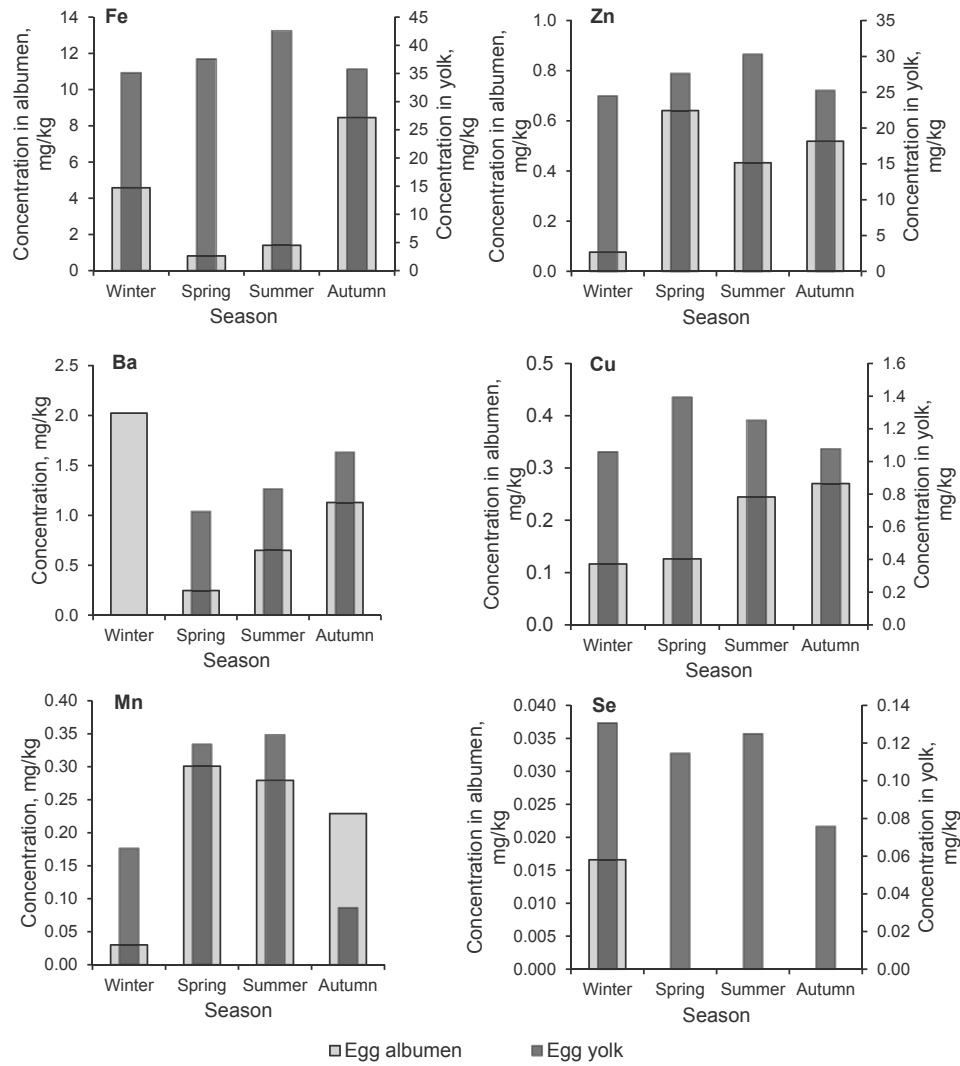 Fe
Concentration in albumen,
mg/kg
14
12
10
8
6
4
2
0
45
40
35
30
25
20
15
10
5
0
Concentration in yolk,
mg/kg
Winter Spring Summer Autumn
Season
Zn
Concentration in albumen,
mg/kg
1.0
0.8
0.6
0.4
0.2
0.0
35
30
25
20
15
10
5
0
Concentration in yolk,
mg/kg
Winter Spring Summer Autumn
Season
Ba
Concentration, mg/kg
2.5
2.0
1.5
1.0
0.5
0.0
Winter Spring Summer Autumn
Season
Cu
Concentration in albumen,
mg/kg
0.5
0.4
0.3
0.2
0.1
0.0
1.6
1.4
1.2
1.0
0.8
0.6
0.4
0.2
0.0
Concentration in yolk,
mg/kg
Winter Spring Summer Autumn
Season
Mn
Concentration, mg/kg
0.40
0.35
0.30
0.25
0.20
0.15
0.10
0.05
0.00
Winter Spring Summer Autumn
Season
Se
Concentration in albumen,
mg/kg
0.040
0.035
0.030
0.025
0.020
0.015
0.010
0.005
0.000
0.14
0.12
0.10
0.08
0.06
0.04
0.02
0.00
Concentration in yolk,
mg/kg
Winter Spring Summer Autumn
Season
Egg albumen Egg yolk